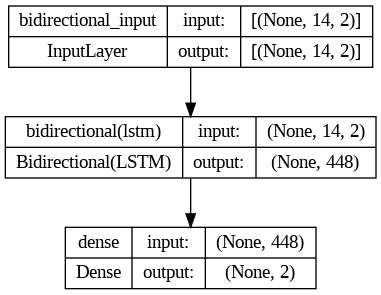 bidirectional_input input: [(None, 14, 2)]
InputLayer output: [(None, 14, 2)]
bidirectional(lstm) input: (None, 14, 2)
Bidirectional(LSTM) output: (None, 448)
dense input: (None, 448)
Dense output: (None, 2)